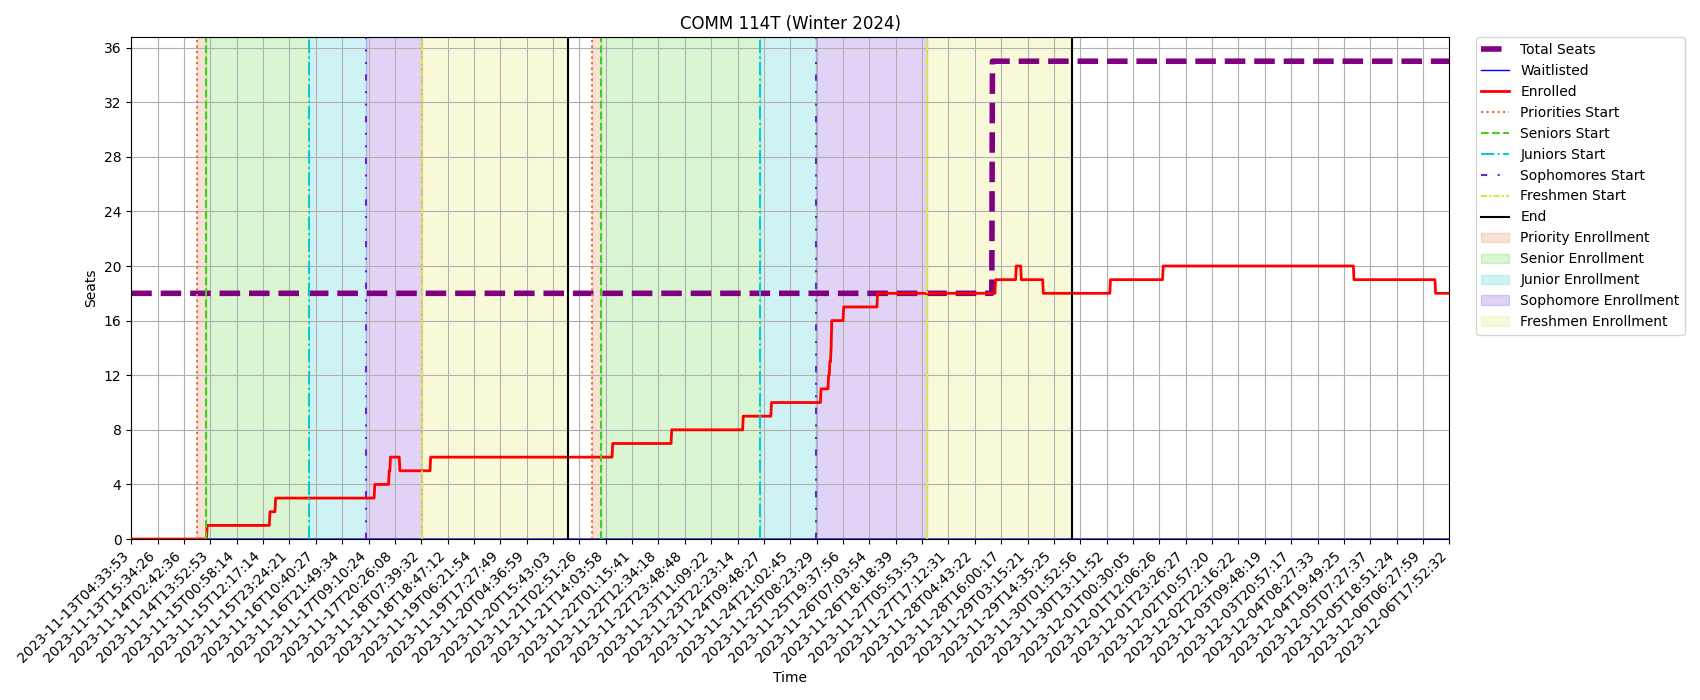 COMM 114T (Winter 2024)
Seats
36
32
28
24
20
16
12
8
4
0
Total Seats
Waitlisted
Enrolled
Priorities Start
Seniors Start
Juniors Start
Sophomores Start
Freshmen Start
End
Priority Enrollment
Senior Enrollment
Junior Enrollment
Sophomore Enrollment
Freshmen Enrollment
2023-11-13T04:33:53
2023-11-13T15:34:26
2023-11-14T02:42:36
2023-11-14T13:52:53
2023-11-15T00:58:14
2023-11-15T12:17:14
2023-11-15T23:24:21
2023-11-16T10:40:27
2023-11-16T21:49:34
2023-11-17T09:10:24
2023-11-17T20:26:08
2023-11-18T07:39:32
2023-11-18T18:47:12
2023-11-19T06:21:54
2023-11-19T17:27:49
2023-11-20T04:36:59
2023-11-20T15:43:03
2023-11-21T02:51:26
2023-11-21T14:03:58
2023-11-22T01:15:41
2023-11-22T12:34:18
2023-11-22T23:48:48
2023-11-23T11:09:22
2023-11-23T22:23:14
2023-11-24T09:48:27
2023-11-24T21:02:45
2023-11-25T08:23:29
2023-11-25T19:37:56
2023-11-26T07:03:54
2023-11-26T18:18:39
2023-11-27T05:53:53
2023-11-27T17:12:31
2023-11-28T04:43:22
2023-11-28T16:00:17
2023-11-29T03:15:21
2023-11-29T14:35:25
2023-11-30T01:52:56
2023-11-30T13:11:52
2023-12-01T00:30:05
2023-12-01T12:06:26
2023-12-01T23:26:27
2023-12-02T10:57:20
2023-12-02T22:16:22
2023-12-03T09:48:19
2023-12-03T20:57:17
2023-12-04T08:27:33
2023-12-04T19:49:25
2023-12-05T07:27:37
2023-12-05T18:51:24
2023-12-06T06:27:59
2023-12-06T17:52:32
Time